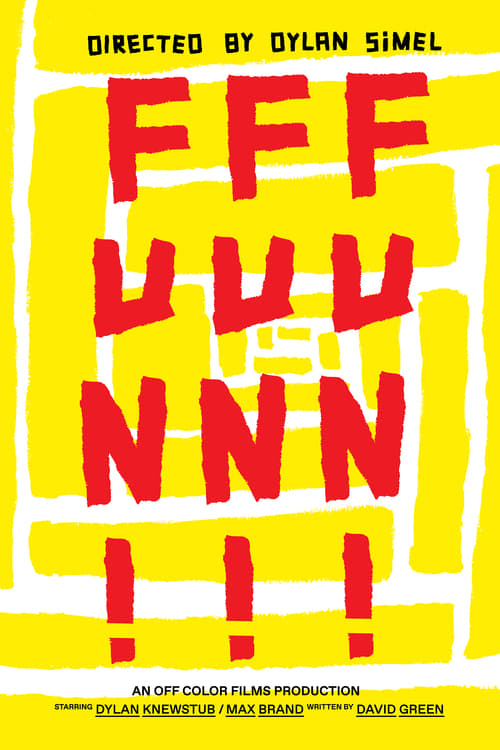 DIRECTED BY DYLAN SiMEL
FFF
UUU
NNN
!!!
AN OFF COLOR FILMS PRODUCTION
STARRING DYLAN KNEWSTUB / MAX BRAND WRITTEN BY DAVID GREEN